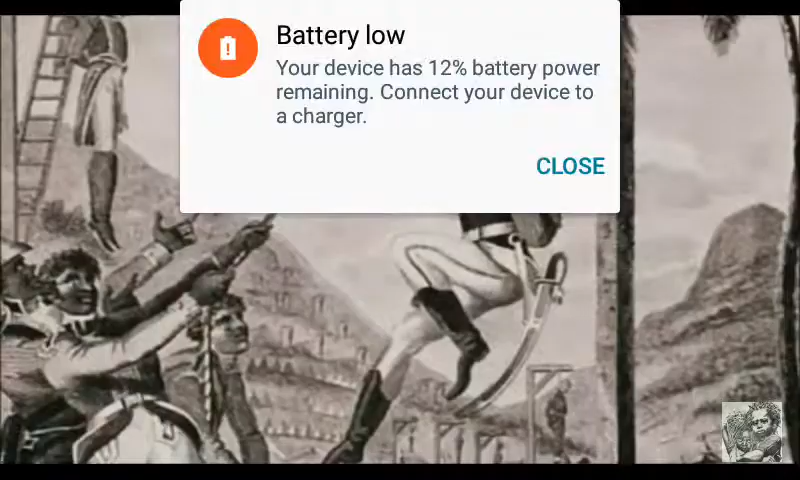 Battery low
Your device has 12% battery power
remaining. Connect your device to
a charger.
CLOSE